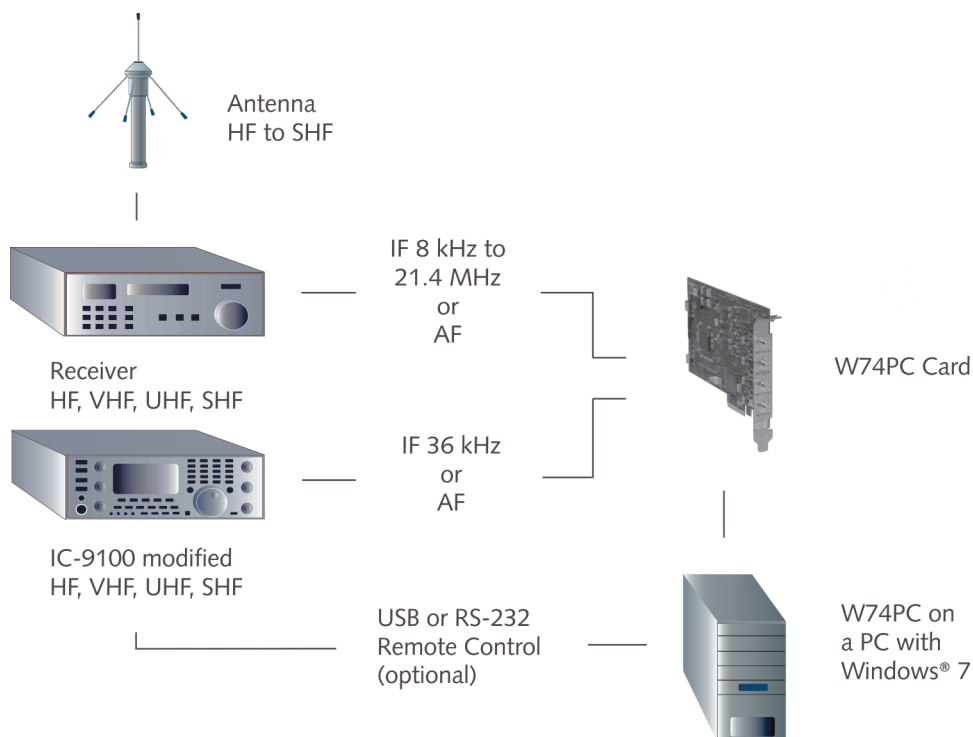 Antenna
HF to SHF
IF 8 kHz to
21.4 MHz
or
AF
Receiver
HF, VHF, UHF, SHF
W74PC Card
IF 36 kHz
or
AF
IC-9100 modified
HF, VHF, UHF, SHF
USB or RS-232
Remote Control
(optional)
W74PC on
a PC with
Windows® 7